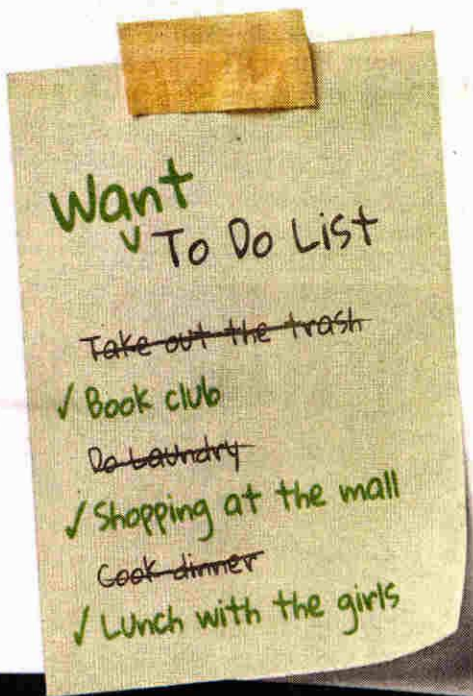 Want
To Do List
Take out the trash
✓ Book club
Do Laundry
✓ Shopping at the mall
Cook dinner
✓ Lunch with the girls